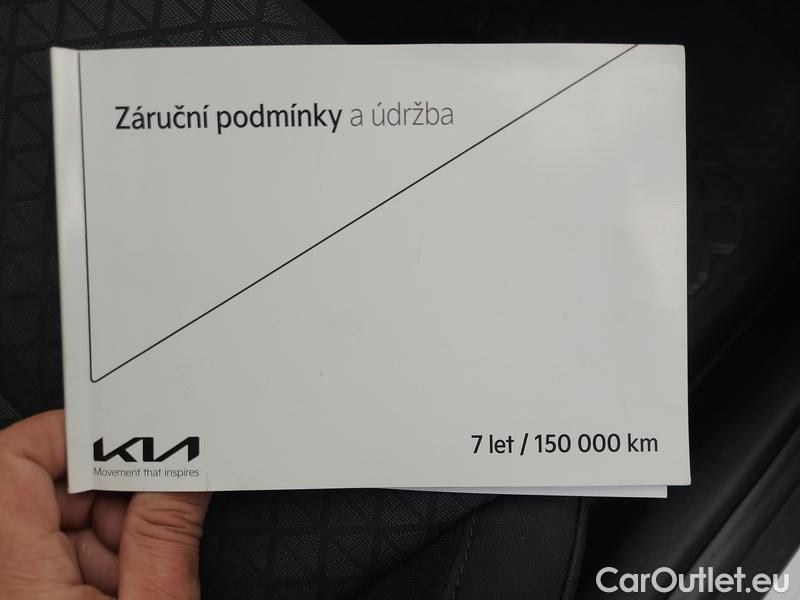 Záruční podmínky a údržba
KIA
Movement that inspires
7 let / 150 000 km
CarOutlet.eu